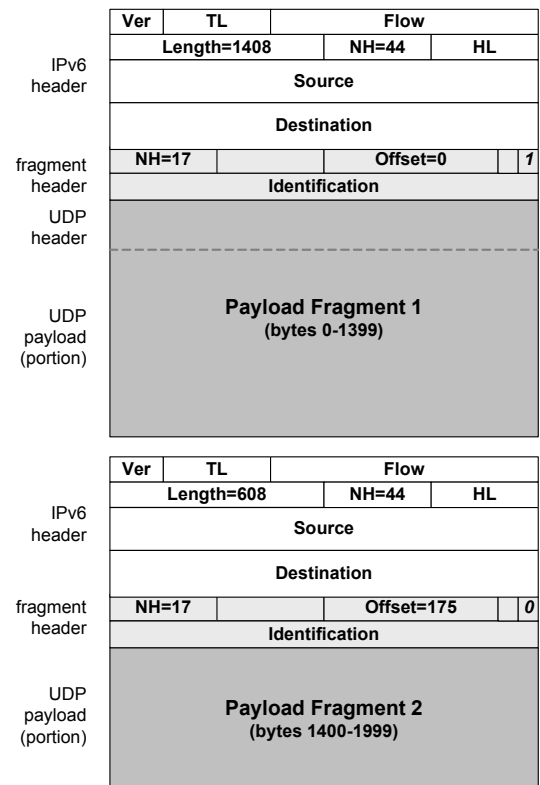 Ver TL Flow
Length=1408 NH=44 HL
IPv6
header
Source
Destination
fragment
header
NH=17 Offset=0 1
Identification
UDP
header
Payload Fragment 1
(bytes 0-1399)
UDP
payload
(portion)
Ver TL Flow
Length=608 NH=44 HL
IPv6
header
Source
Destination
fragment
header
NH=17 Offset=175 0
Identification
UDP
payload
(portion)
Payload Fragment 2
(bytes 1400-1999)